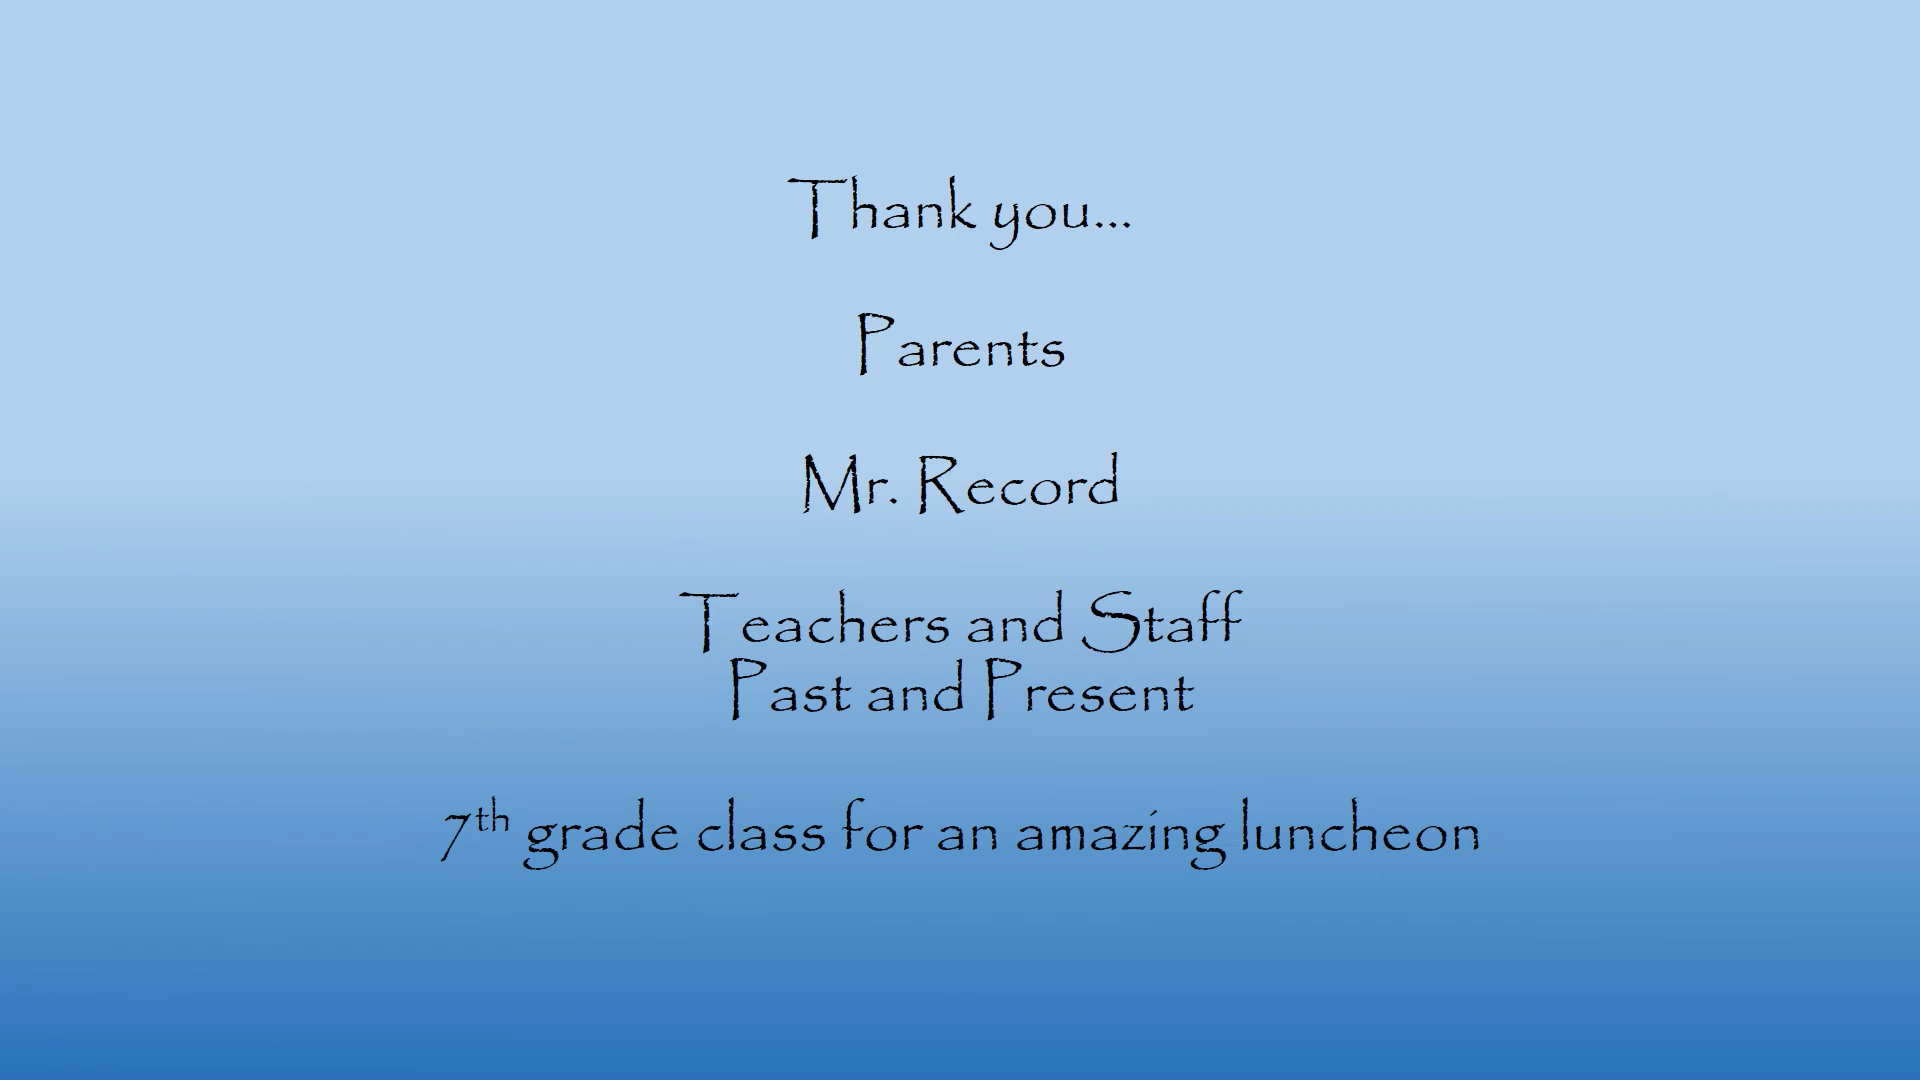 Thank you...
Parents
Mr. Record
Teachers and Staff
Past and Present
7th grade class for an amazing luncheon